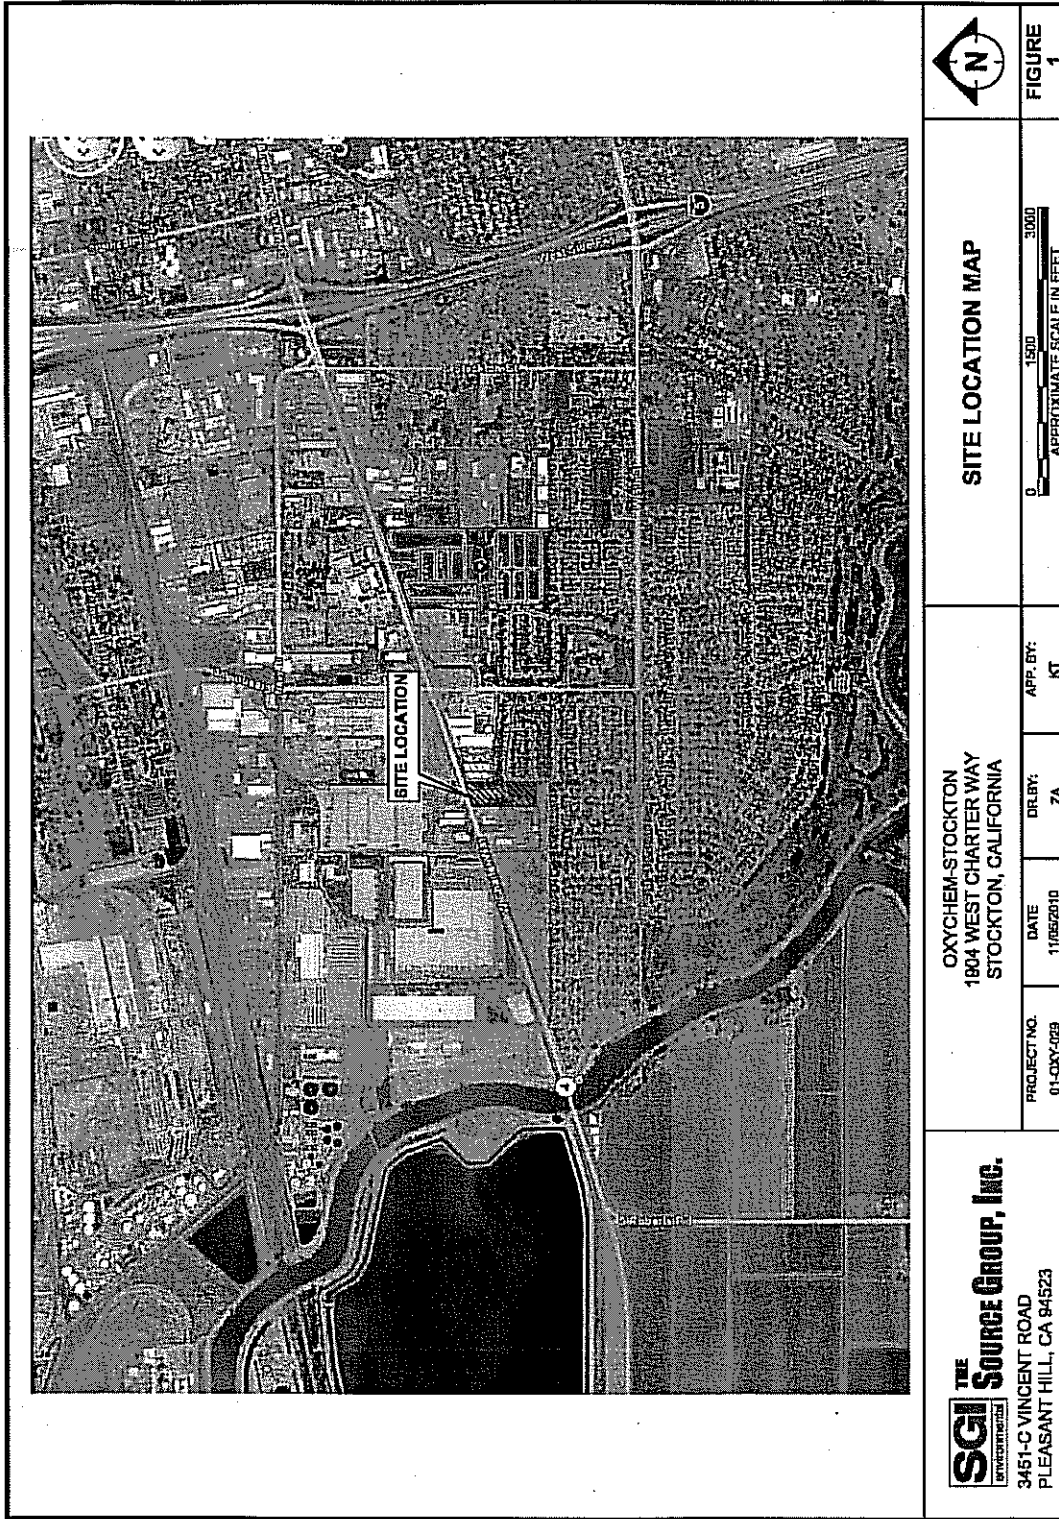 SITE LOCATION
5
4
SGI
environmental
THE
SOURCE GROUP, INC.
3451-C VINCENT ROAD
PLEASANT HILL, CA 94523
OXYCHEM-STOCKTON
1904 WEST CHARTER WAY
STOCKTON, CALIFORNIA
PROJECT NO.
01-OXY-029
DATE
11/05/2010
DR.BY:
ZA
APP. BY:
KT
SITE LOCATION MAP
0 1500 3000
APPROXIMATE SCALE IN FEET
N
FIGURE
1